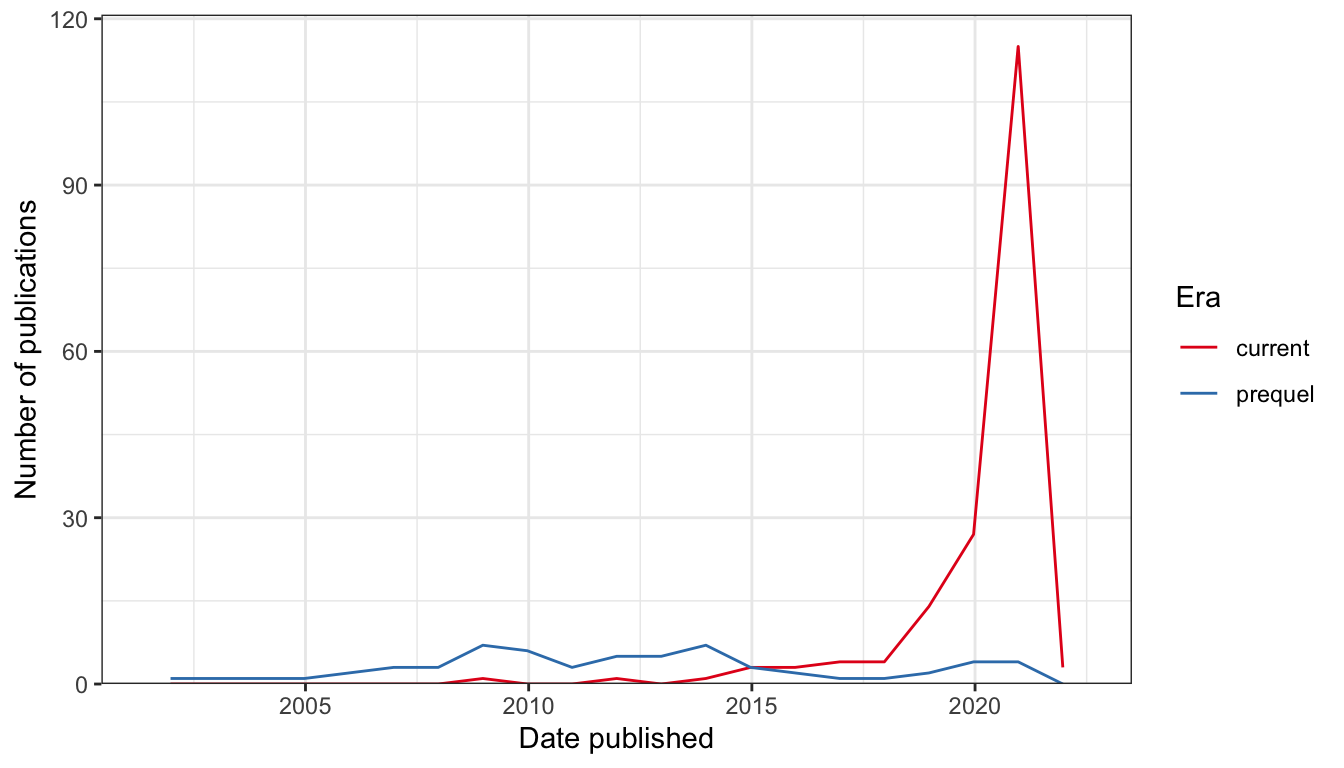 120
90
60
30
0
Number of publications
2005
2010
2015
2020
Date published
Era
current
prequel